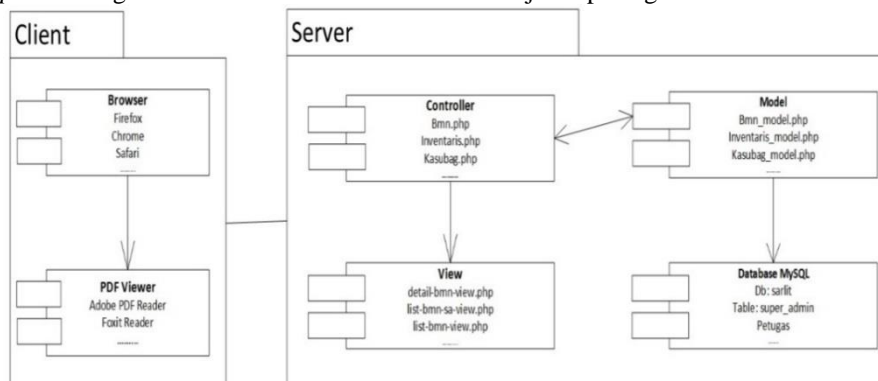 Client
Browser
Firefox
Chrome
Safari
PDF Viewer
Adobe PDF Reader
Foxit Reader
Server
Controller
Bmn.php
Inventaris.php
Kasubag.php
Model
Bmn_model.php
Inventaris_model.php
Kasubag_model.php
View
detail-bmn-view.php
list-bmn-sa-view.php
list-bmn-view.php
Database MySQL
Db: sarlit
Table: super_admin
Petugas